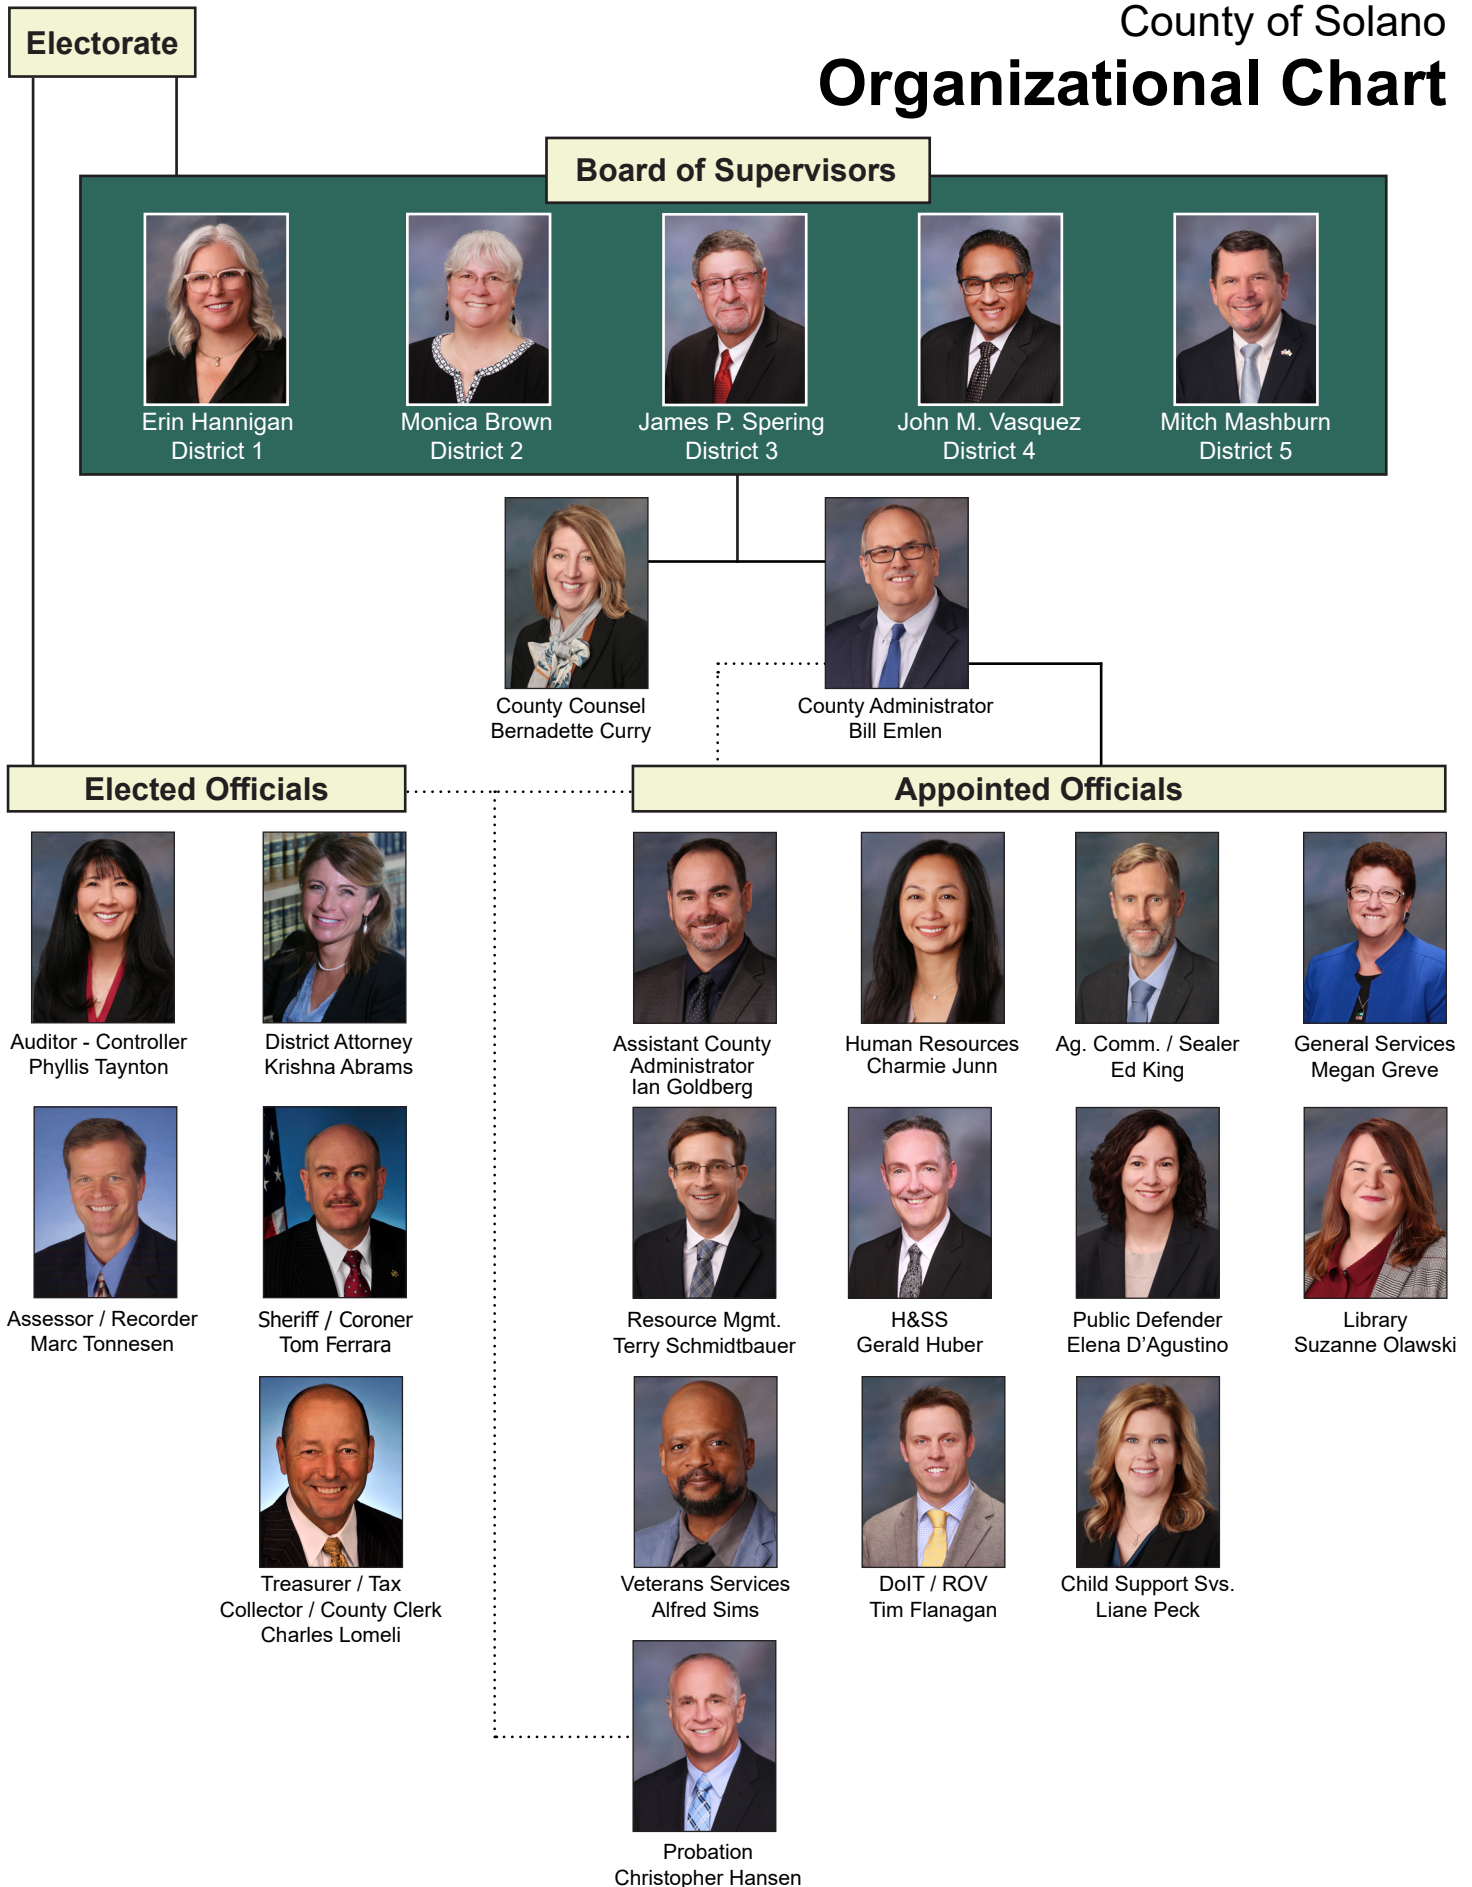 County of Solano
Organizational Chart
Electorate
Board of Supervisors
Erin Hannigan
District 1
Monica Brown
District 2
James P. Spering
District 3
John M. Vasquez
District 4
Mitch Mashburn
District 5
County Counsel
Bernadette Curry
County Administrator
Bill Emlen
Elected Officials
Auditor - Controller
Phyllis Taynton
District Attorney
Krishna Abrams
Assessor / Recorder
Marc Tonnesen
Sheriff / Coroner
Tom Ferrara
Treasurer / Tax
Collector / County Clerk
Charles Lomeli
Appointed Officials
Assistant County
Administrator
Ian Goldberg
Human Resources
Charmie Junn
Ag. Comm. / Sealer
Ed King
General Services
Megan Greve
Resource Mgmt.
Terry Schmidtbauer
H&SS
Gerald Huber
Public Defender
Elena D’Agustino
Library
Suzanne Olawski
Veterans Services
Alfred Sims
DoIT / ROV
Tim Flanagan
Child Support Svs.
Liane Peck
Probation
Christopher Hansen